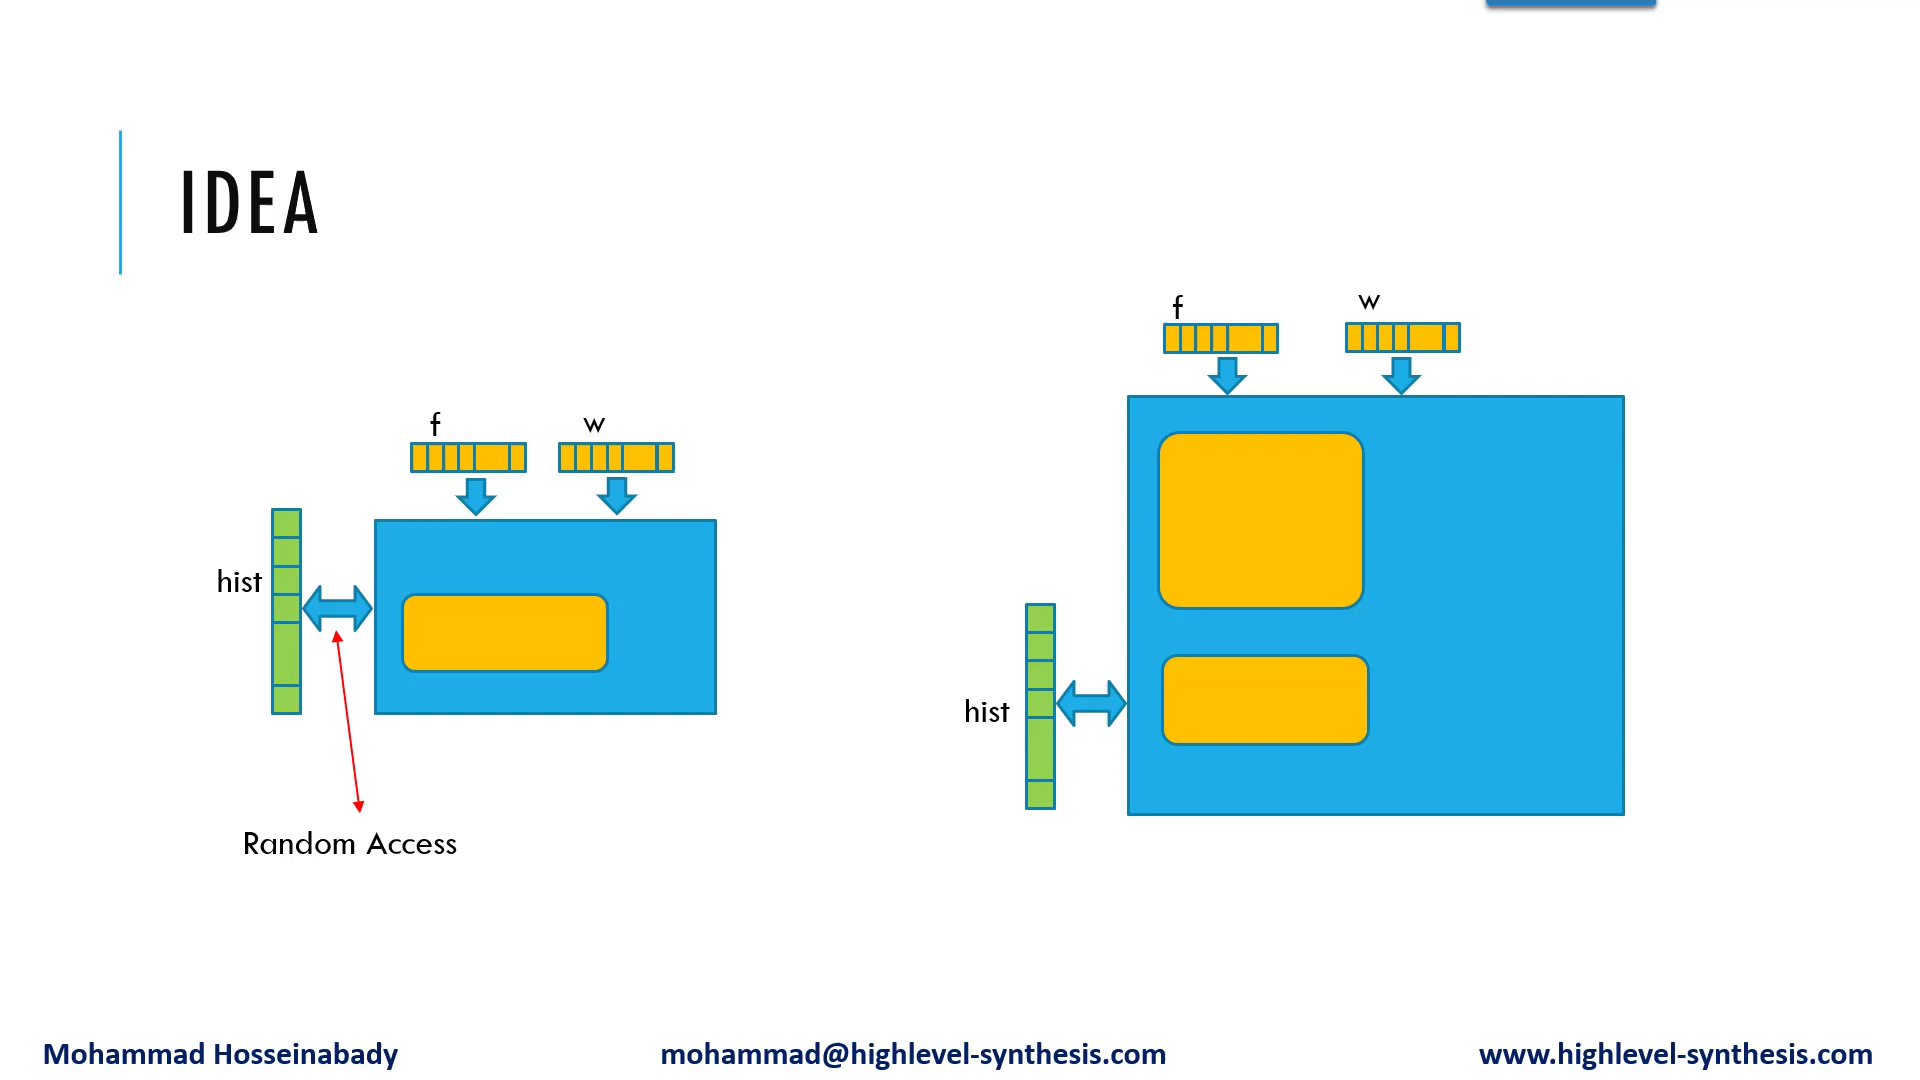 IDEA
f
w
hist
Random Access
f
w
hist
Mohammad Hosseinabady
mohammad@highlevel-synthesis.com
www.highlevel-synthesis.com